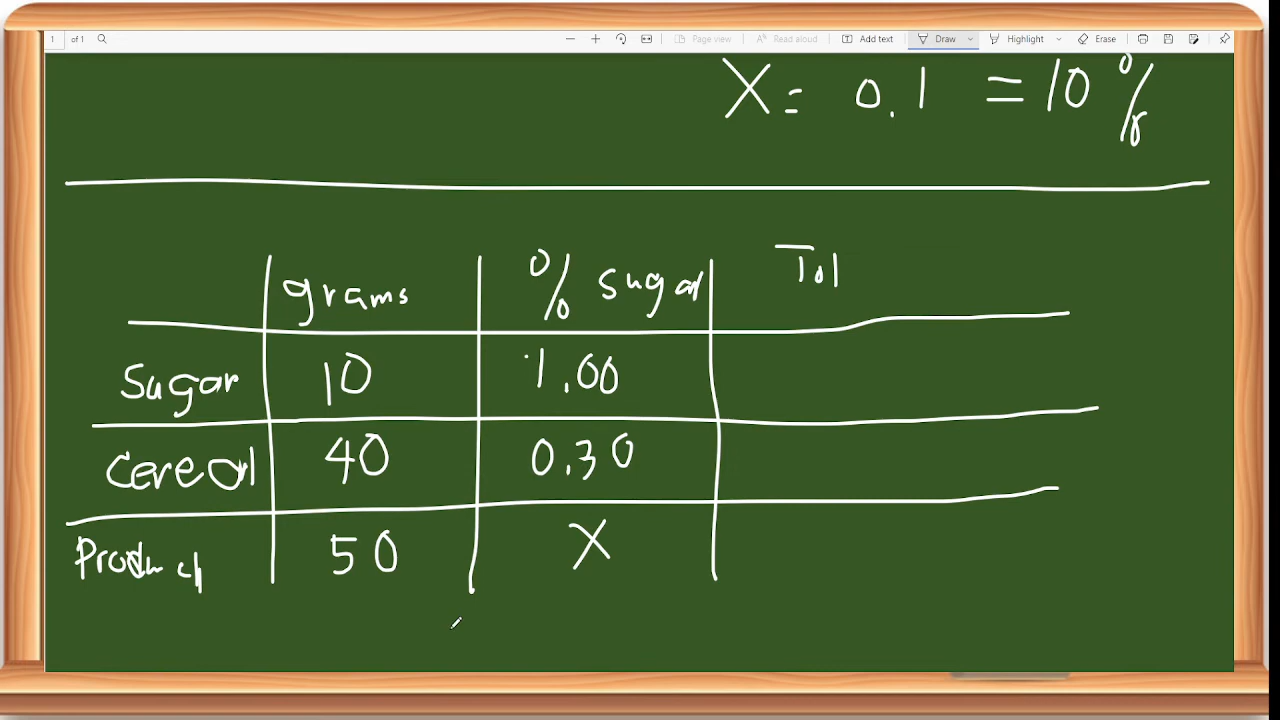 1 of 1 Page view Read aloud Add text Draw Highlight Erase
X = 0.1 = 10%
grams % sugar
Sugar 10 1.00
Cereal 40 0.30
Product 50 X